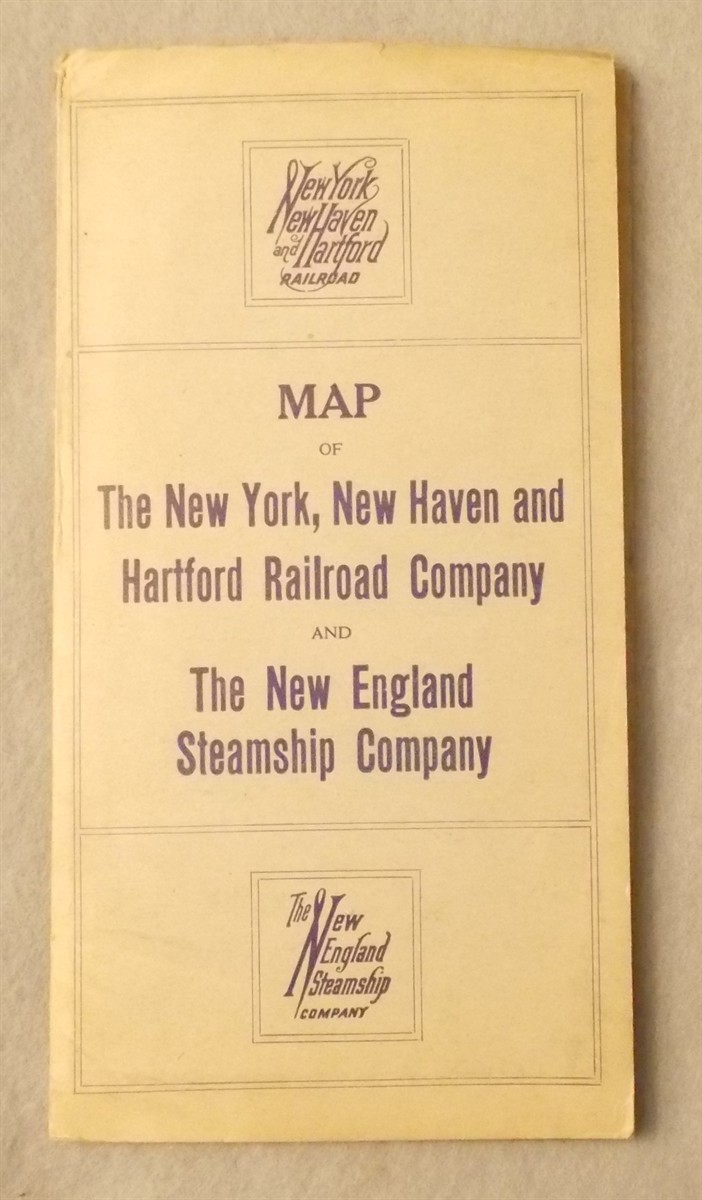 New York
New Haven
and Hartford
RAILROAD
MAP
OF
The New York, New Haven and
Hartford Railroad Company
AND
The New England
Steamship Company
The New
England
Steamship
COMPANY